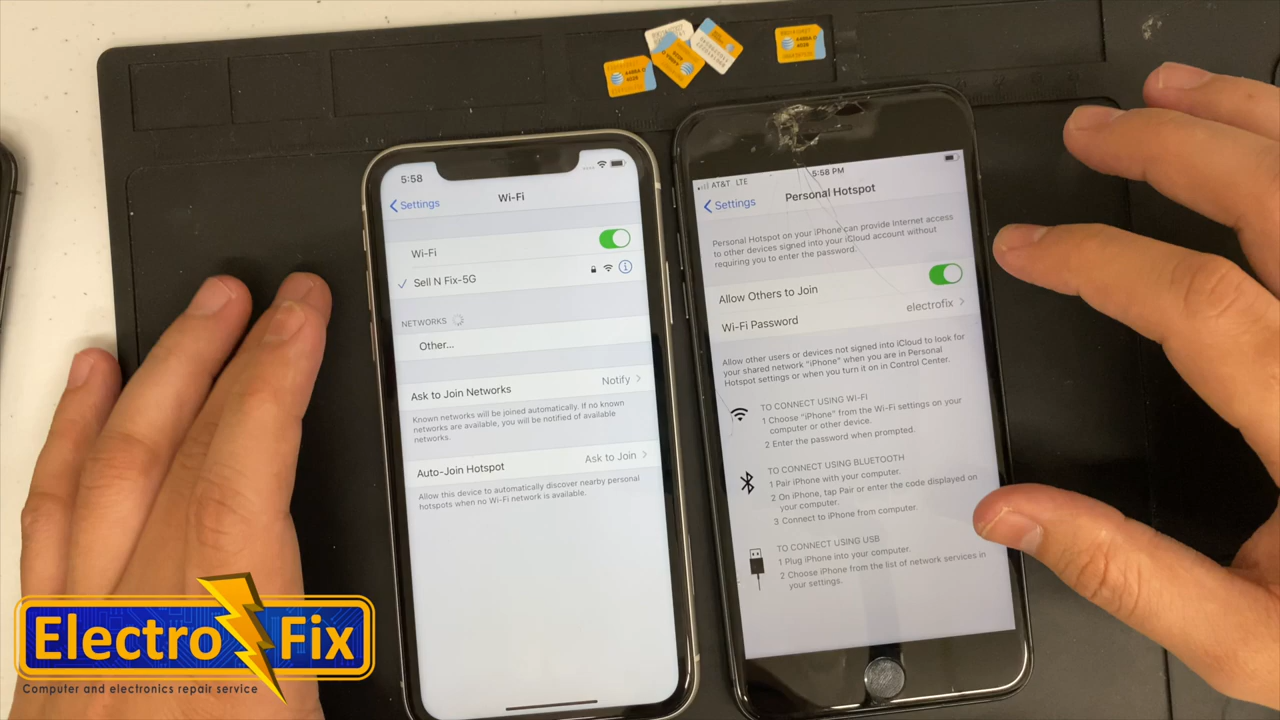 5:58
Settings
Wi-Fi
Wi-Fi
Sell N Fix-5G
NETWORKS
Other...
Ask to Join Networks
Notify
Known networks will be joined automatically. If no known
networks are available, you will be notified of available
networks.
Auto-Join Hotspot
Ask to Join
Allow this device to automatically discover nearby personal
hotspots when no Wi-Fi network is available.
AT&T LTE
5:58 PM
Settings
Personal Hotspot
Personal Hotspot on your iPhone can provide Internet access
to other devices signed into your iCloud account without
requiring you to enter the password.
Allow Others to Join
Wi-Fi Password
electrofix
Allow other users or devices not signed into iCloud to look for
your shared network "iPhone" when you are in Personal
Hotspot settings or when you turn it on in Control Center.
TO CONNECT USING WI-FI
1 Choose "iPhone" from the Wi-Fi settings on your
computer or other device.
2 Enter the password when prompted.
TO CONNECT USING BLUETOOTH
1 Pair iPhone with your computer.
2 On iPhone, tap Pair or enter the code displayed on
your computer.
3 Connect to iPhone from computer.
TO CONNECT USING USB
1 Plug iPhone into your computer.
2 Choose iPhone from the list of network services in
your settings.
Electro Fix
Computer and electronics repair service